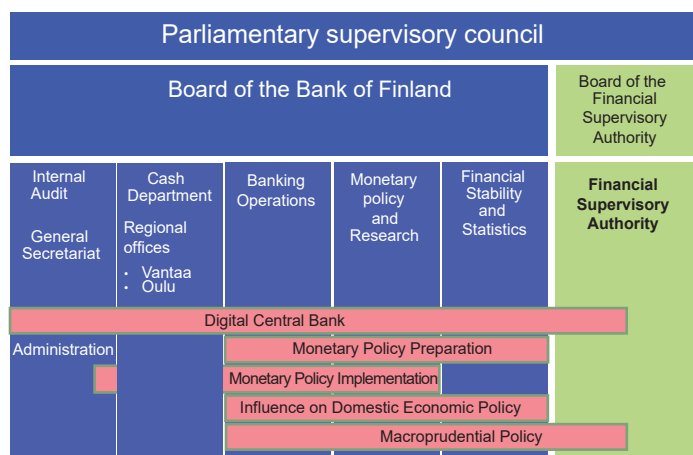 Parliamentary supervisory council
Board of the Bank of Finland
Board of the
Financial
Supervisory
Authority
Internal
Audit
General
Secretariat
Cash
Department
Regional
offices
• Vantaa
• Oulu
Banking
Operations
Monetary
policy
and
Research
Financial
Stability
and
Statistics
Financial
Supervisory
Authority
Digital Central Bank
Administration
Monetary Policy Preparation
Monetary Policy Implementation
Influence on Domestic Economic Policy
Macroprudential Policy